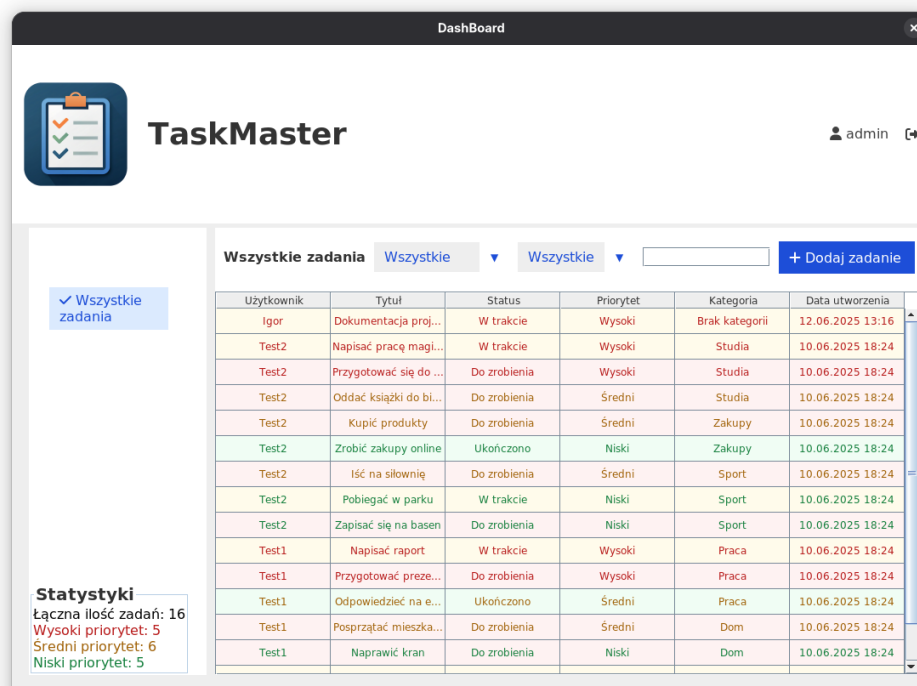 DashBoard
TaskMaster
admin
Wszystkie zadania Wszystkie Wszystkie Dodaj zadanie
Wszystkie
zadania
Użytkownik Tytuł Status Priorytet Kategoria Data utworzenia
Igor Dokumentacja proj... W trakcie Wysoki Brak kategorii 12.06.2025 13:16
Test2 Napisać pracę magi... W trakcie Wysoki Studia 10.06.2025 18:24
Test2 Przygotować się do ... Do zrobienia Wysoki Studia 10.06.2025 18:24
Test2 Oddać książki do bi... Do zrobienia Średni Studia 10.06.2025 18:24
Test2 Kupić produkty Do zrobienia Średni Zakupy 10.06.2025 18:24
Test2 Zrobić zakupy online Ukończono Niski Zakupy 10.06.2025 18:24
Test2 Iść na siłownię Do zrobienia Średni Sport 10.06.2025 18:24
Test2 Pobiegać w parku W trakcie Niski Sport 10.06.2025 18:24
Test2 Zapisać się na basen Do zrobienia Niski Sport 10.06.2025 18:24
Test1 Napisać raport W trakcie Wysoki Praca 10.06.2025 18:24
Test1 Przygotować preze... Do zrobienia Wysoki Praca 10.06.2025 18:24
Test1 Odpowiedzieć na e... Ukończono Średni Praca 10.06.2025 18:24
Test1 Posprzątać mieszka... Do zrobienia Średni Dom 10.06.2025 18:24
Test1 Naprawić kran Do zrobienia Niski Dom 10.06.2025 18:24
Statystyki
Łączna ilość zadań: 16
Wysoki priorytet: 5
Średni priorytet: 6
Niski priorytet: 5